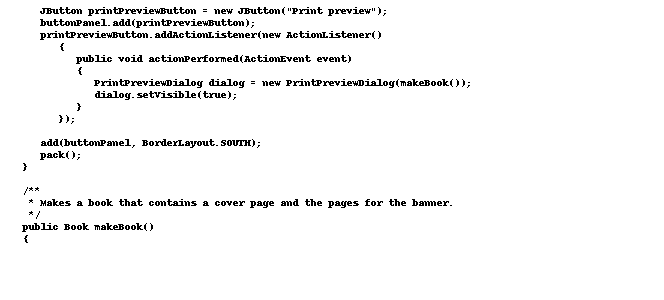 JButton printPreviewButton = new JButton("Print preview");
buttonPanel.add(printPreviewButton);
printPreviewButton.addActionListener(new ActionListener()
{
public void actionPerformed(ActionEvent event)
{
PrintPreviewDialog dialog = new PrintPreviewDialog(makeBook());
dialog.setVisible(true);
}
});
add(buttonPanel, BorderLayout.SOUTH);
pack();
}
/**
* Makes a book that contains a cover page and the pages for the banner.
*/
public Book makeBook()
{